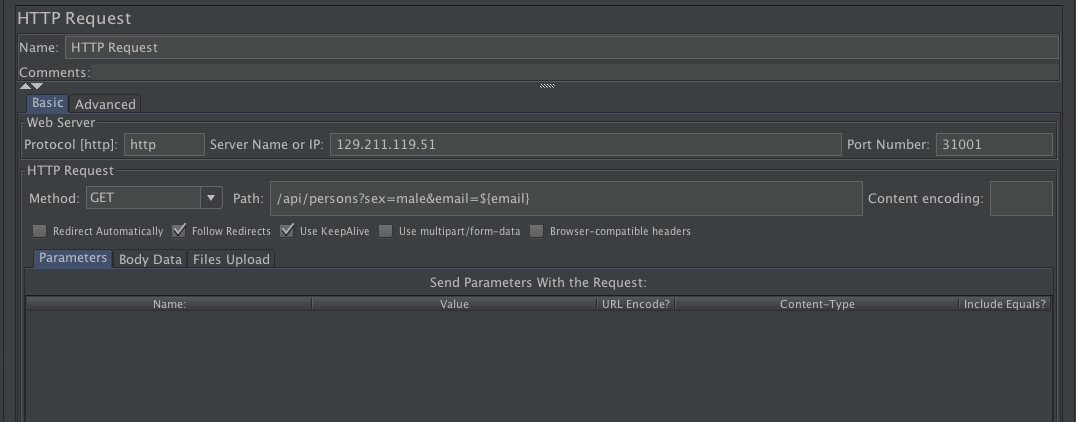 HTTP Request
Name: HTTP Request
Comments:
Basic Advanced
Web Server
Protocol [http]: http Server Name or IP: 129.211.119.51 Port Number: 31001
HTTP Request
Method: GET Path: /api/persons?sex=male&email=${email} Content encoding:
Redirect Automatically Follow Redirects Use KeepAlive Use multipart/form-data Browser-compatible headers
Parameters Body Data Files Upload
Send Parameters With the Request:
Name: Value URL Encode? Content-Type Include Equals?